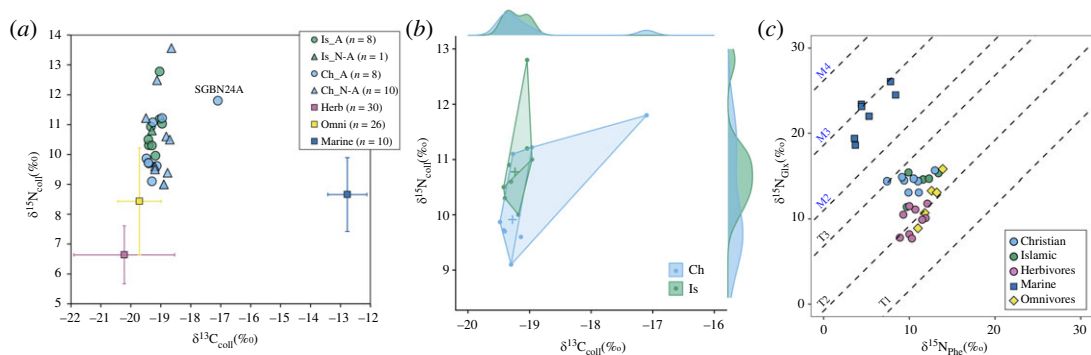 (a)
δ15Ncoll(‰)
14
13
12
11
10
9
8
7
6
5
–22 –21 –20 –19 –18 –17 –16 –15 –14 –13 –12
δ13Ccoll(‰)
SGBN24A
Is_A (n = 8)
Is_N-A (n = 1)
Ch_A (n = 8)
Ch_N-A (n = 10)
Herb (n = 30)
Omni (n = 26)
Marine (n = 10)
(b)
δ15Ncoll(‰)
13
12
11
10
9
–20 –19 –18 –17 –16
δ13Ccoll(‰)
Ch
Is
(c)
δ15NGlx(‰)
30
20
10
0
0 10 20 30
δ15NPhe(‰)
M4
M3
M2
T3
T2
T1
Christian
Islamic
Herbivores
Marine
Omnivores